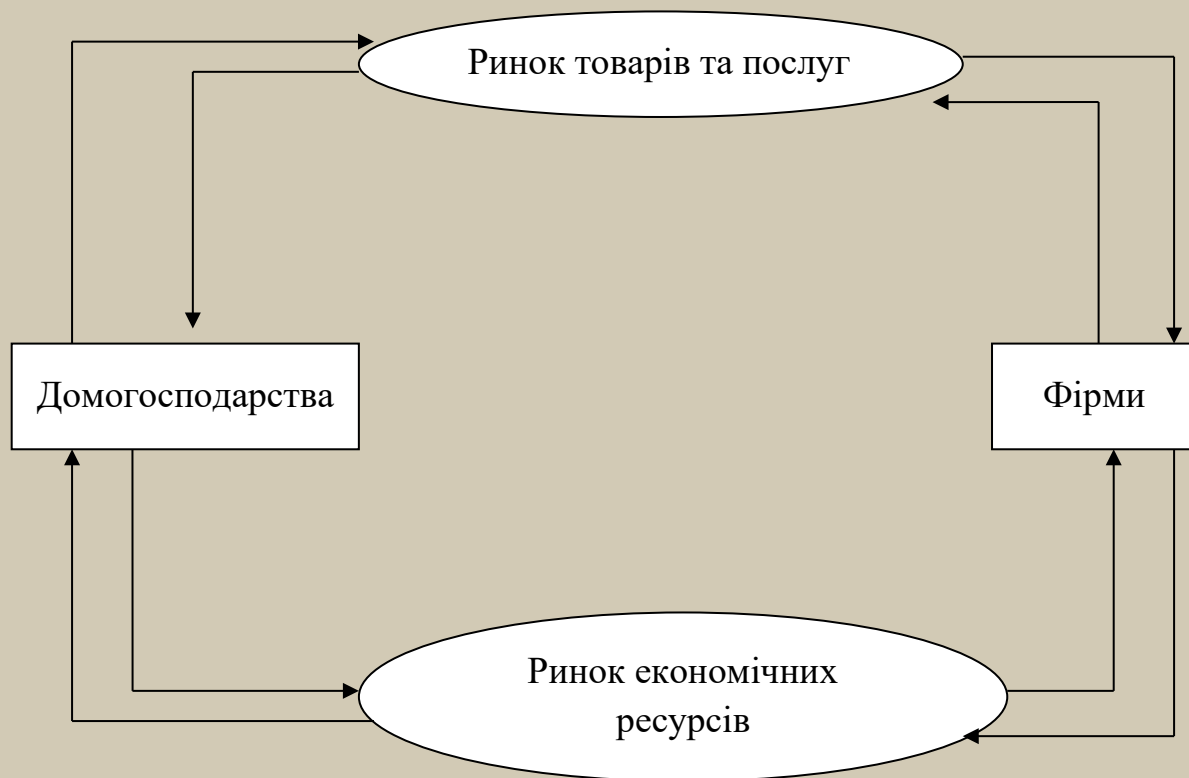 Ринок товарів та послуг
Домогосподарства
Фірми
Ринок економічних
ресурсів